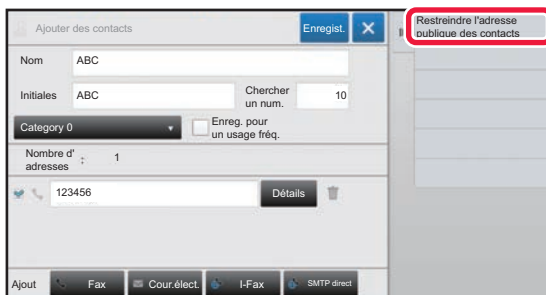 Ajouter des contacts
Enregist.
Restreindre l'adresse
publique des contacts
Nom
ABC
Initiales
ABC
Chercher
un num.
10
Category 0
Enreg. pour
un usage fréq.
Nombre d'
adresses
:
1
123456
Détails
Ajout
Fax
Cour.élect.
I-Fax
SMTP direct